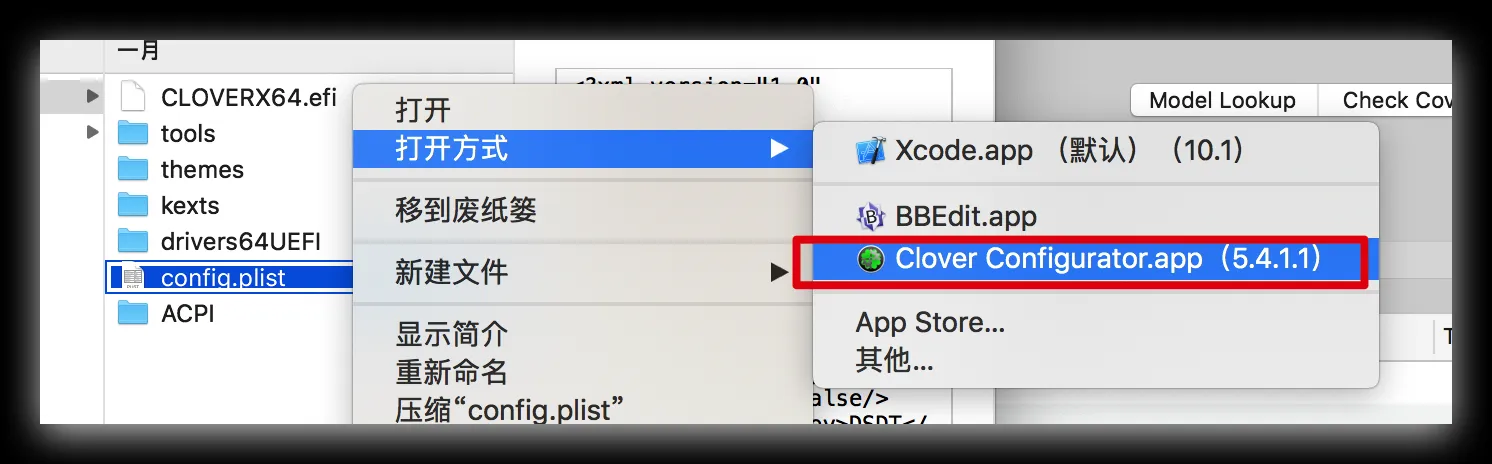 一月
CLOVERX64.efi
tools
themes
kexts
drivers64UEFI
config.plist
ACPI
<?xml version="1.0"
打开
打开方式
移到废纸篓
新建文件
显示简介
重新命名
压缩“config.plist”
Xcode.app （默认）（10.1）
BBEdit.app
Clover Configurator.app（5.4.1.1）
App Store...
其他...
Model Lookup
Check Cov
alse/>
ey>DSDT</